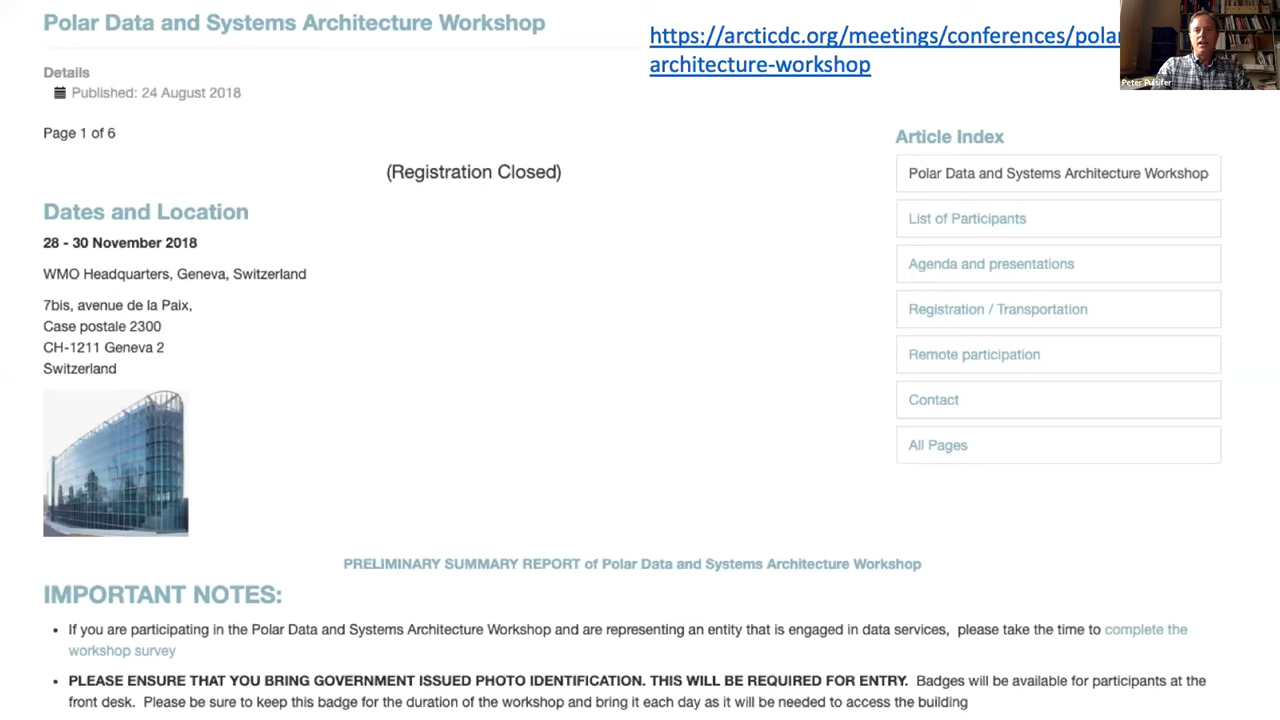 Polar Data and Systems Architecture Workshop
https://arcticdc.org/meetings/conferences/polar
architecture-workshop
Peter Pulsifer
Details
Published: 24 August 2018
Page 1 of 6
(Registration Closed)
Dates and Location
28 - 30 November 2018
WMO Headquarters, Geneva, Switzerland
7bis, avenue de la Paix,
Case postale 2300
CH-1211 Geneva 2
Switzerland
Article Index
Polar Data and Systems Architecture Workshop
List of Participants
Agenda and presentations
Registration / Transportation
Remote participation
Contact
All Pages
PRELIMINARY SUMMARY REPORT of Polar Data and Systems Architecture Workshop
IMPORTANT NOTES:
• If you are participating in the Polar Data and Systems Architecture Workshop and are representing an entity that is engaged in data services, please take the time to complete the
workshop survey
• PLEASE ENSURE THAT YOU BRING GOVERNMENT ISSUED PHOTO IDENTIFICATION. THIS WILL BE REQUIRED FOR ENTRY. Badges will be available for participants at the
front desk. Please be sure to keep this badge for the duration of the workshop and bring it each day as it will be needed to access the building